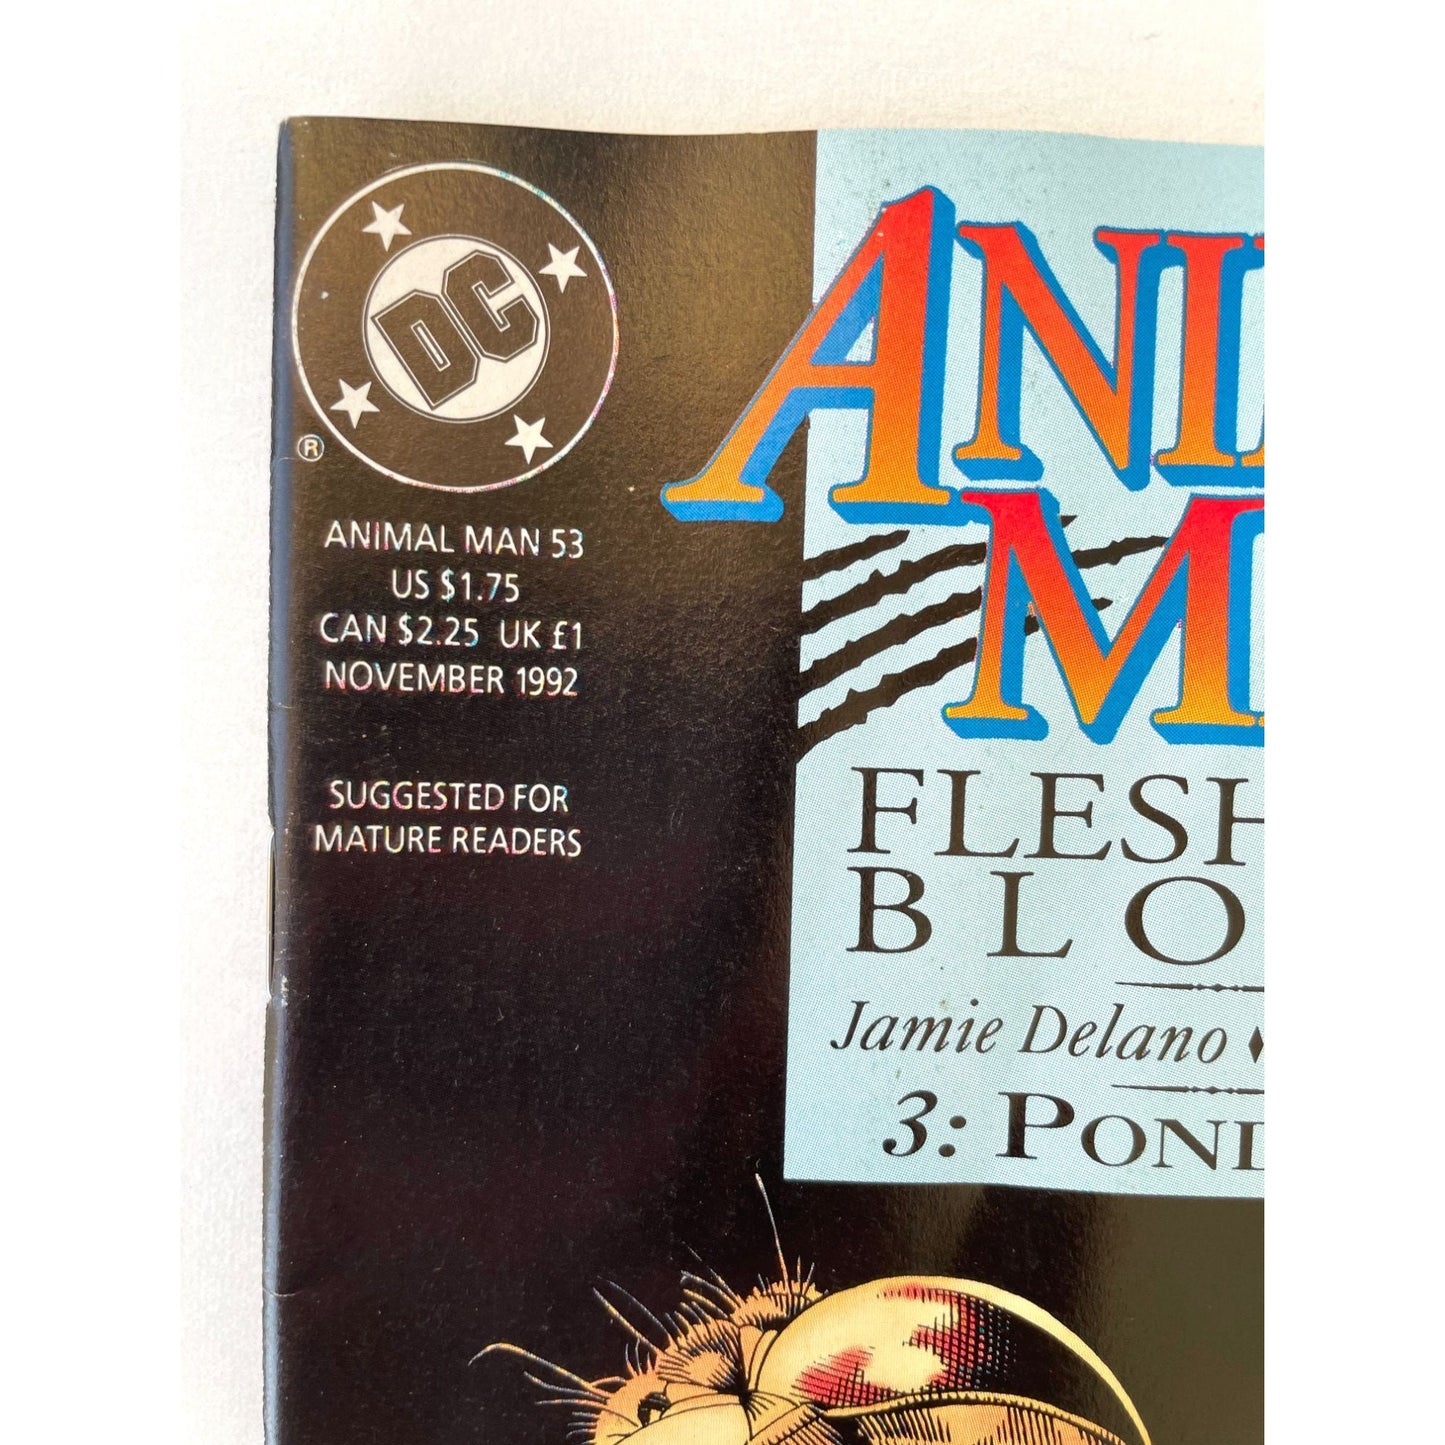 DC
®
ANIMAL MAN 53
US $1.75
CAN $2.25 UK £1
NOVEMBER 1992
SUGGESTED FOR
MATURE READERS
ANI
M
FLESH
BLO
Jamie Delano ♦
3: POND